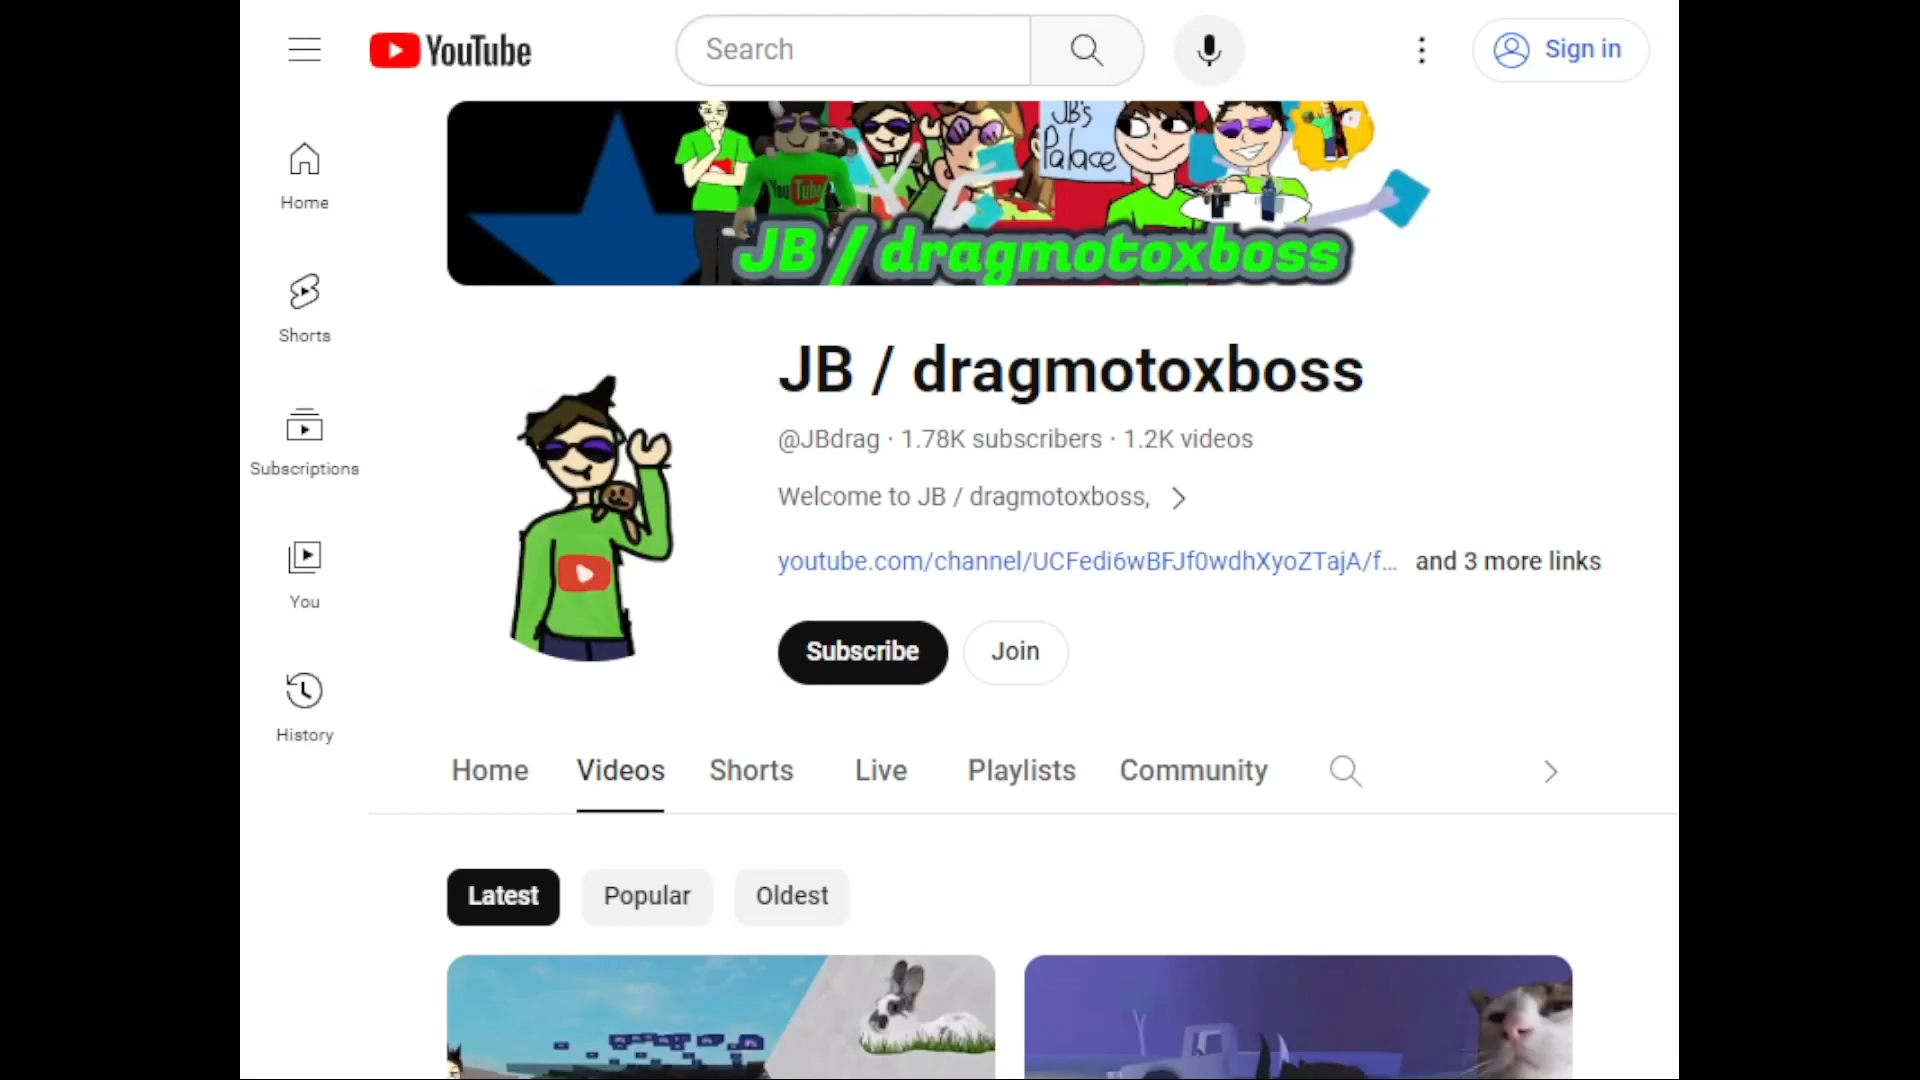 YouTube
Search
Sign in
Home
Shorts
Subscriptions
You
History
JB's
Palace
You Tube
JB / dragmotoxboss
JB / dragmotoxboss
@JBdrag · 1.78K subscribers · 1.2K videos
Welcome to JB / dragmotoxboss,
youtube.com/channel/UCFedi6wBFJf0wdhXyoZTajA/f... and 3 more links
Subscribe Join
Home Videos Shorts Live Playlists Community
Latest Popular Oldest